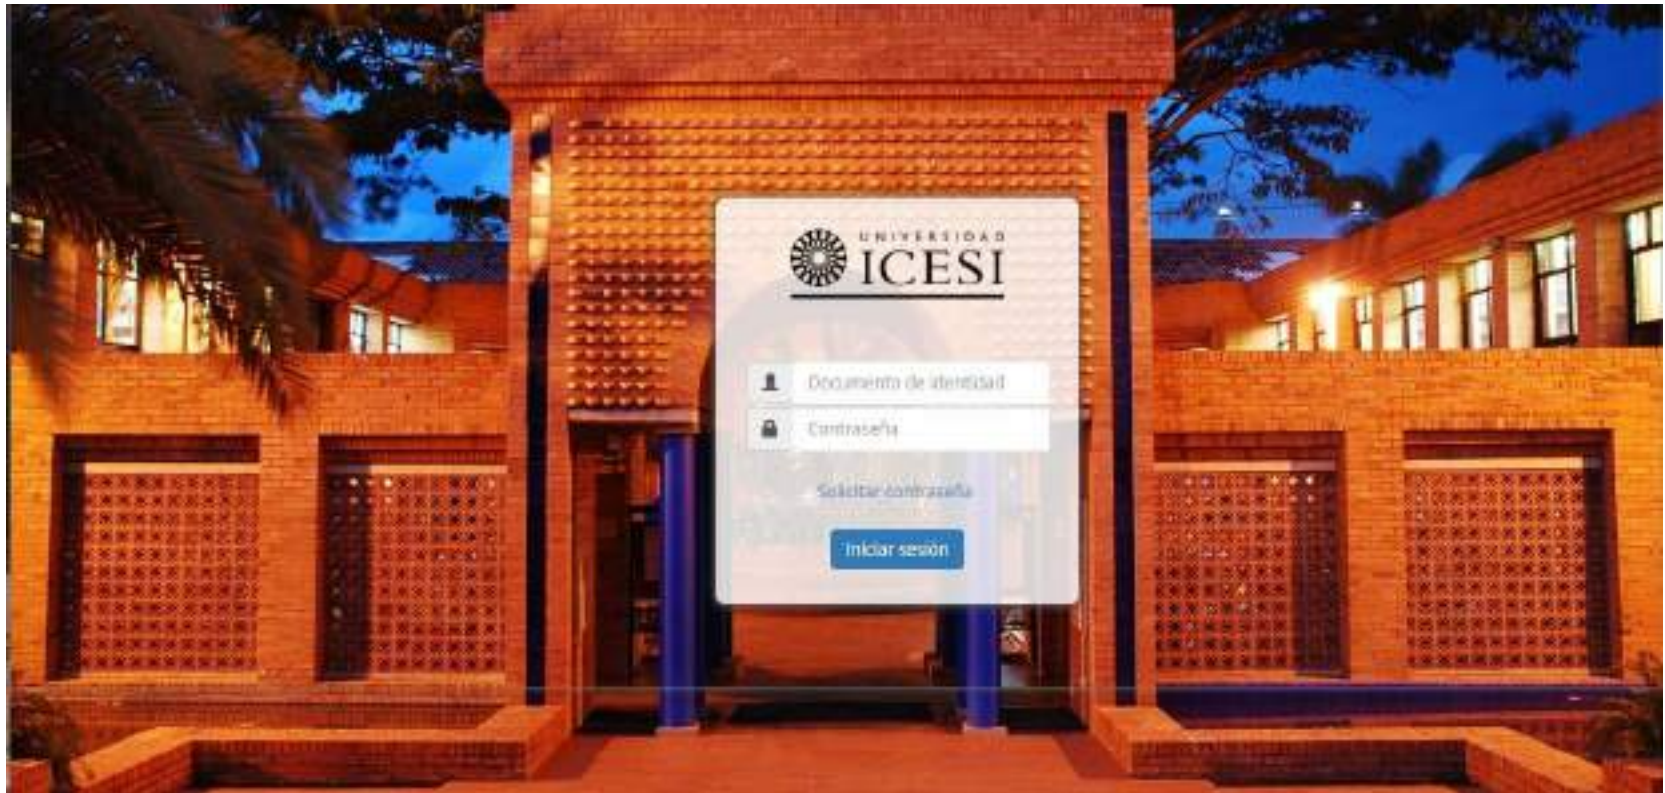 UNIVERSIDAD
ICESI
Documento de identidad
Contraseña
Solicitar contraseña
Iniciar sesión